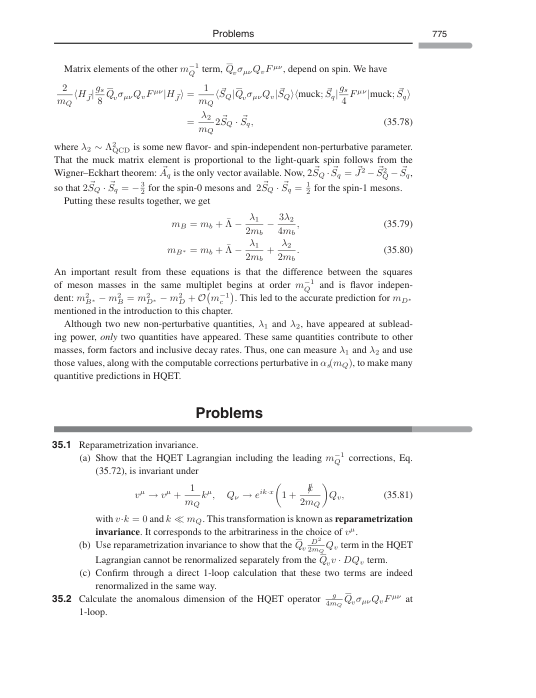 Problems 775
Matrix elements of the other $m_Q^{-1}$ term, $\bar{Q}_v \sigma_{\mu\nu} Q_v F^{\mu\nu}$, depend on spin. We have
$\frac{2}{m_Q} \langle H_{\vec{J}} | \frac{g_s}{8} \bar{Q}_v \sigma_{\mu\nu} Q_v F^{\mu\nu} | H_{\vec{J}} \rangle = \frac{1}{m_Q} \langle \vec{S}_Q | \bar{Q}_v \sigma_{\mu\nu} Q_v | \vec{S}_Q \rangle \langle \text{muck}; \vec{S}_q | \frac{g_s}{4} F^{\mu\nu} | \text{muck}; \vec{S}_q \rangle$
$= \frac{\lambda_2}{m_Q} 2 \vec{S}_Q \cdot \vec{S}_q,$ (35.78)
where $\lambda_2 \sim \Lambda_{\text{QCD}}^2$ is some new flavor- and spin-independent non-perturbative parameter.
That the muck matrix element is proportional to the light-quark spin follows from the
Wigner–Eckhart theorem: $\vec{A}_q$ is the only vector available. Now, $2\vec{S}_Q \cdot \vec{S}_q = \vec{J}^2 - \vec{S}_Q^2 - \vec{S}_q$,
so that $2\vec{S}_Q \cdot \vec{S}_q = -\frac{3}{2}$ for the spin-0 mesons and $2\vec{S}_Q \cdot \vec{S}_q = \frac{1}{2}$ for the spin-1 mesons.
Putting these results together, we get
$m_B = m_b + \bar{\Lambda} - \frac{\lambda_1}{2m_b} - \frac{3\lambda_2}{4m_b},$ (35.79)
$m_{B^*} = m_b + \bar{\Lambda} - \frac{\lambda_1}{2m_b} + \frac{\lambda_2}{2m_b}.$ (35.80)
An important result from these equations is that the difference between the squares
of meson masses in the same multiplet begins at order $m_Q^{-1}$ and is flavor indepen-
dent: $m_{B^*}^2 - m_B^2 = m_{D^*}^2 - m_D^2 + \mathcal{O}(m_c^{-1})$. This led to the accurate prediction for $m_{D^*}$
mentioned in the introduction to this chapter.
Although two new non-perturbative quantities, $\lambda_1$ and $\lambda_2$, have appeared at sublead-
ing power, only two quantities have appeared. These same quantities contribute to other
masses, form factors and inclusive decay rates. Thus, one can measure $\lambda_1$ and $\lambda_2$ and use
those values, along with the computable corrections perturbative in $\alpha_s(m_Q)$, to make many
quantitative predictions in HQET.
Problems
35.1 Reparametrization invariance.
(a) Show that the HQET Lagrangian including the leading $m_Q^{-1}$ corrections, Eq.
(35.72), is invariant under
$v^\mu \to v^\mu + \frac{1}{m_Q} k^\mu, \quad Q_v \to e^{ik \cdot x} \left( 1 + \frac{\not{k}}{2m_Q} \right) Q_v,$ (35.81)
with $v \cdot k = 0$ and $k \ll m_Q$. This transformation is known as reparametrization
invariance. It corresponds to the arbitrariness in the choice of $v^\mu$.
(b) Use reparametrization invariance to show that the $\bar{Q}_v \frac{D^2}{2m_Q} Q_v$ term in the HQET
Lagrangian cannot be renormalized separately from the $\bar{Q}_v v \cdot D Q_v$ term.
(c) Confirm through a direct 1-loop calculation that these two terms are indeed
renormalized in the same way.
35.2 Calculate the anomalous dimension of the HQET operator $\frac{g}{4m_Q} \bar{Q}_v \sigma_{\mu\nu} Q_v F^{\mu\nu}$ at
1-loop.